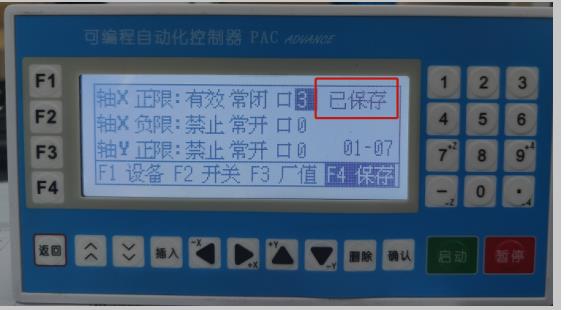 可编程自动化控制器 PAC ADVANCE
F1
F2
F3
F4
轴X 正限: 有效 常闭 口3 已保存
轴X 负限: 禁止 常开 口0
轴Y 正限: 禁止 常开 口0 01-07
F1 设备 F2 开关 F3 厂值 F4 保存
1 2 3
4 5 6
7 +Z 8 9 +4
- -Z 0 . -4
返回 插入 -X +X +Y -Y 删除 确认 启动 暂停